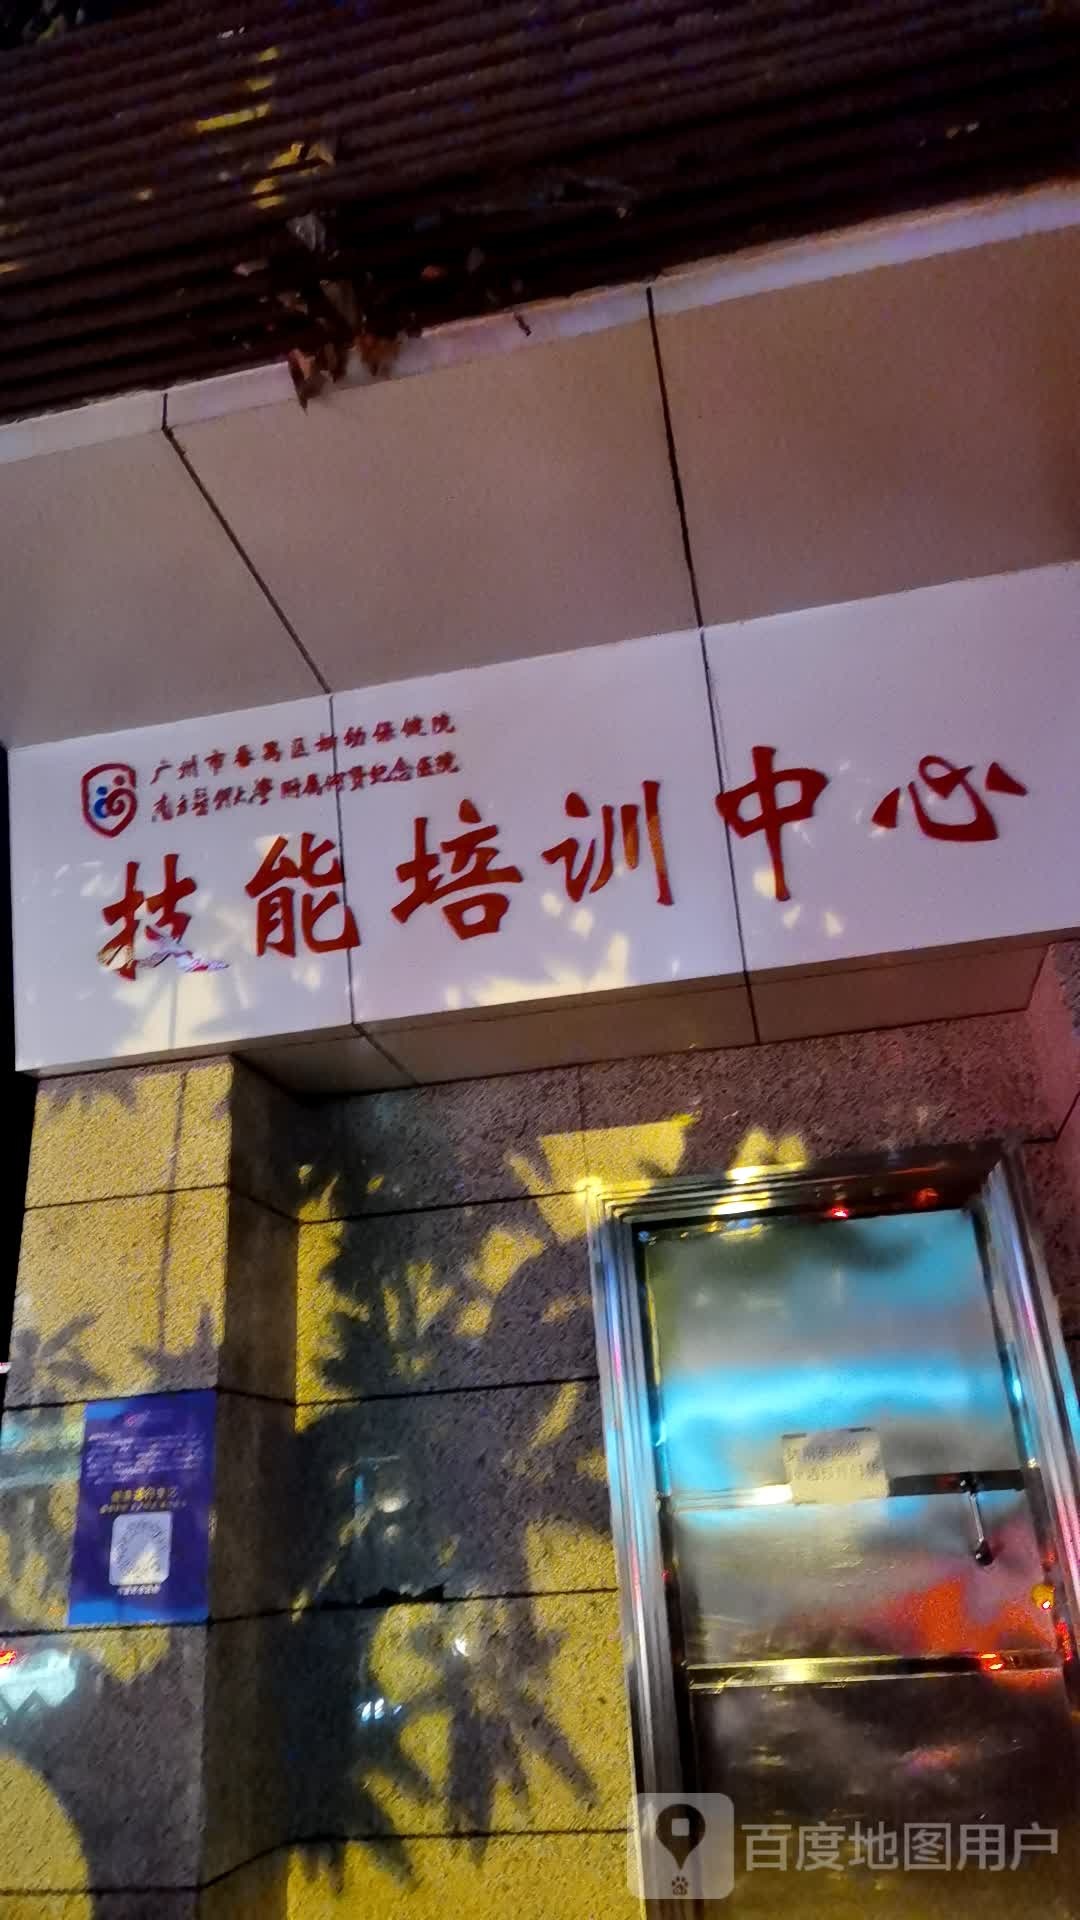 广州市番禺区妇幼保健院
南方医科大学附属何贤纪念医院
技能培训中心
百度地图用户